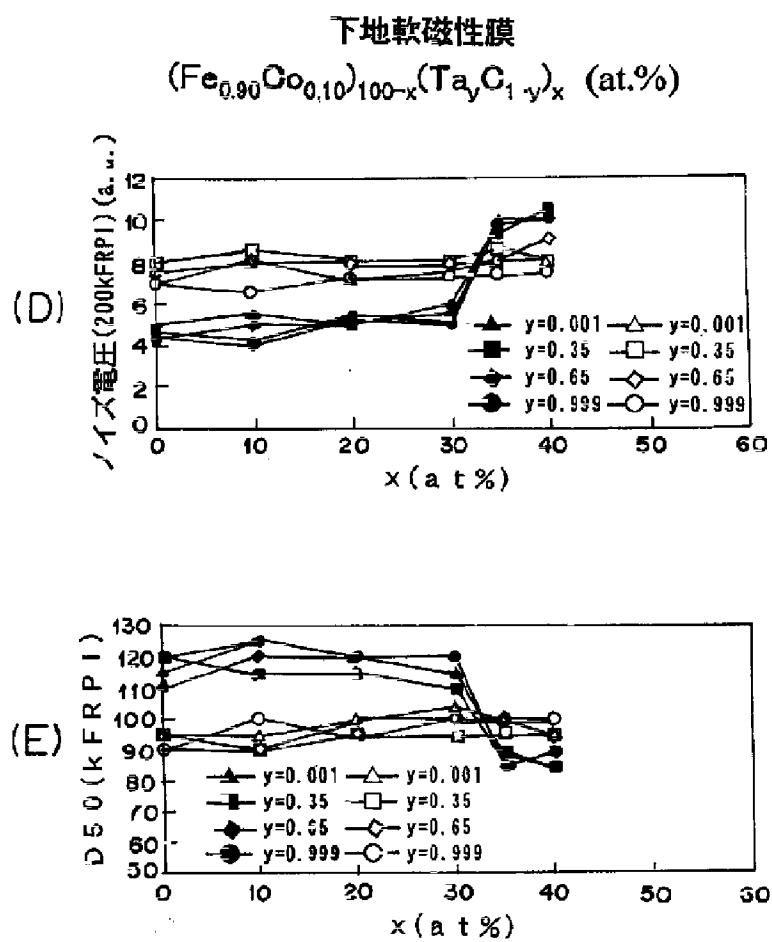 下地軟磁性膜
(Fe0.90Co0.10)100-x(TayC1-y)x (at.%)
(D)
ノイズ電圧(200kFRPI)(a.u.)
12
10
8
6
4
2
0
0 10 20 30 40 50 60
x(at%)
y=0.001 y=0.001
y=0.35 y=0.35
y=0.65 y=0.65
y=0.999 y=0.999
(E)
D50(kFRPI)
130
120
110
100
90
80
70
60
50
0 10 20 30 40 50 60
x(at%)
y=0.001 y=0.001
y=0.35 y=0.35
y=0.65 y=0.65
y=0.999 y=0.999